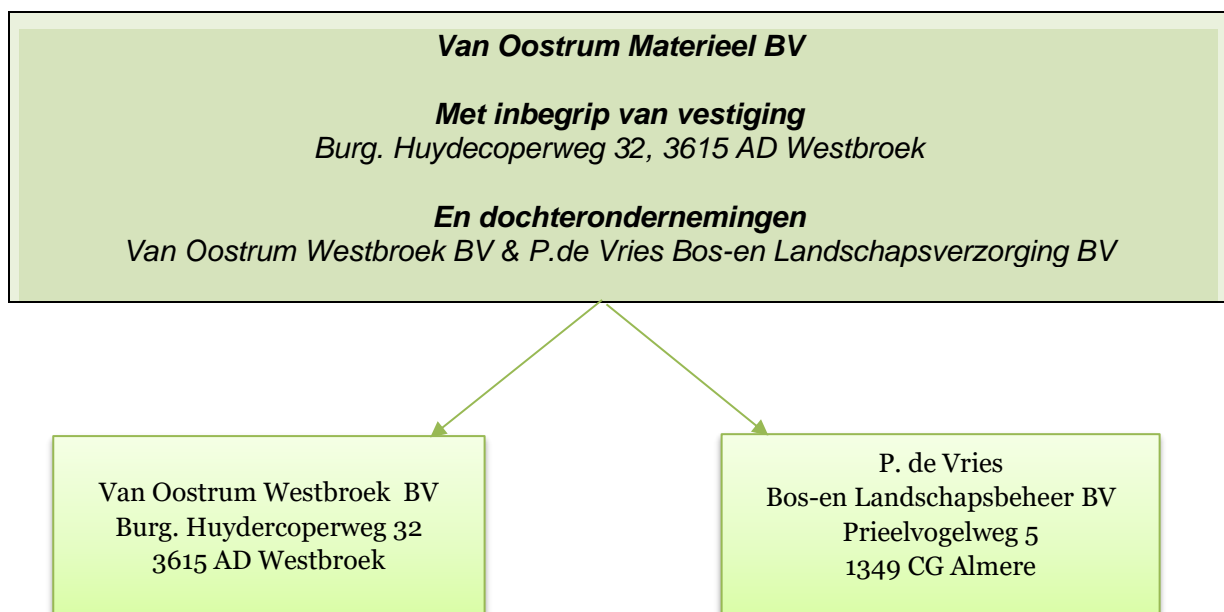 Van Oostrum Materieel BV
Met inbegrip van vestiging
Burg. Huydecoperweg 32, 3615 AD Westbroek
En dochterondernemingen
Van Oostrum Westbroek BV & P.de Vries Bos-en Landschapsverzorging BV
Van Oostrum Westbroek BV
Burg. Huydercoperweg 32
3615 AD Westbroek
P. de Vries
Bos-en Landschapsbeheer BV
Prieelvogelweg 5
1349 CG Almere